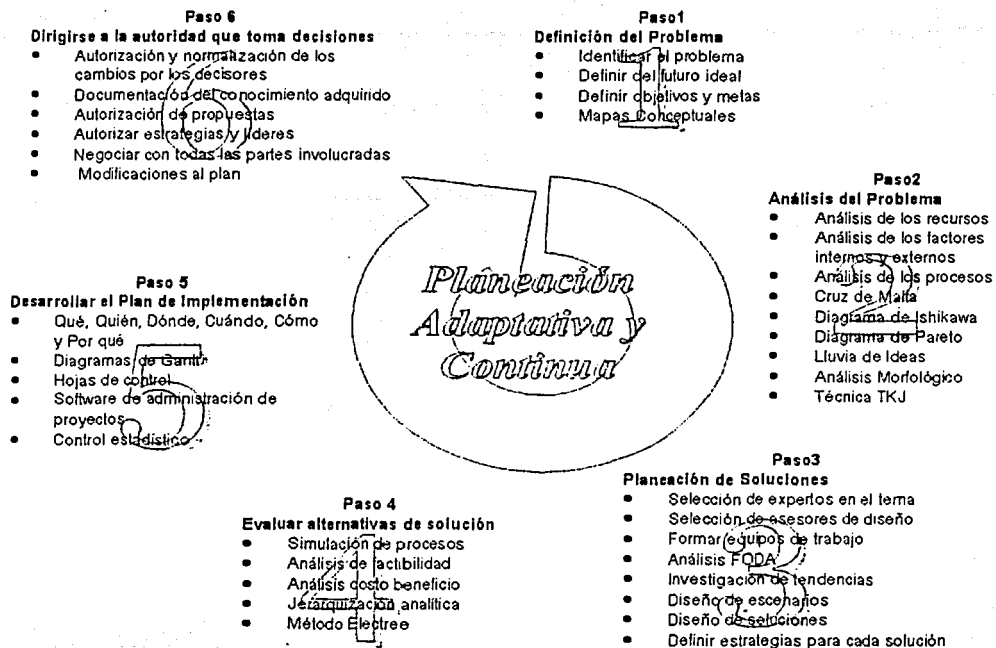 Paso 6
Dirigirse a la autoridad que toma decisiones
• Autorización y normalización de los
cambios por los decisores
• Documentación del conocimiento adquirido
• Autorización de propuestas
• Autorizar estrategias y líderes
• Negociar con todas las partes involucradas
• Modificaciones al plan
6
Paso1
Definición del Problema
• Identificar el problema
• Definir del futuro ideal
• Definir objetivos y metas
• Mapas Conceptuales
1
Paso2
Análisis del Problema
• Análisis de los recursos
• Análisis de los factores
internos y externos
• Análisis de los procesos
• Cruz de Malta
• Diagrama de Ishikawa
• Diagrama de Pareto
• Lluvia de Ideas
• Análisis Morfológico
• Técnica TKJ
2
Planeación
Adaptativa y
Continua
Paso 5
Desarrollar el Plan de Implementación
• Qué, Quién, Dónde, Cuándo, Cómo
y Por qué
• Diagramas de Gantt
• Hojas de control
• Software de administración de
proyectos
• Control estadístico
5
Paso3
Planeación de Soluciones
• Selección de expertos en el tema
• Selección de asesores de diseño
• Formar equipos de trabajo
• Análisis FODA
• Investigación de tendencias
• Diseño de escenarios
• Diseño de soluciones
• Definir estrategias para cada solución
3
Paso 4
Evaluar alternativas de solución
• Simulación de procesos
• Análisis de factibilidad
• Análisis costo beneficio
• Jerarquización analítica
• Método Electree
4